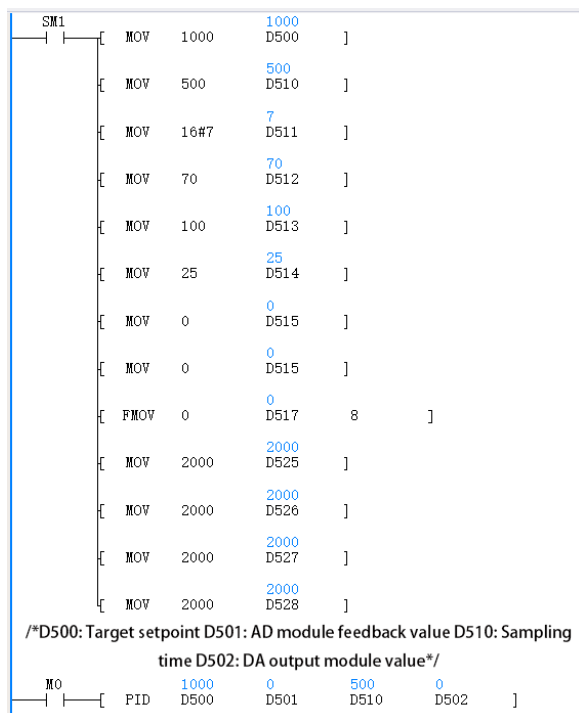 SM1 1000
[ MOV 1000 D500 ]
500
[ MOV 500 D510 ]
7
[ MOV 16#7 D511 ]
70
[ MOV 70 D512 ]
100
[ MOV 100 D513 ]
25
[ MOV 25 D514 ]
0
[ MOV 0 D515 ]
0
[ MOV 0 D515 ]
0
[ FMOV 0 D517 8 ]
2000
[ MOV 2000 D525 ]
2000
[ MOV 2000 D526 ]
2000
[ MOV 2000 D527 ]
2000
[ MOV 2000 D528 ]
/*D500: Target setpoint D501: AD module feedback value D510: Sampling
time D502: DA output module value*/
M0 1000 0 500 0
[ PID D500 D501 D510 D502 ]